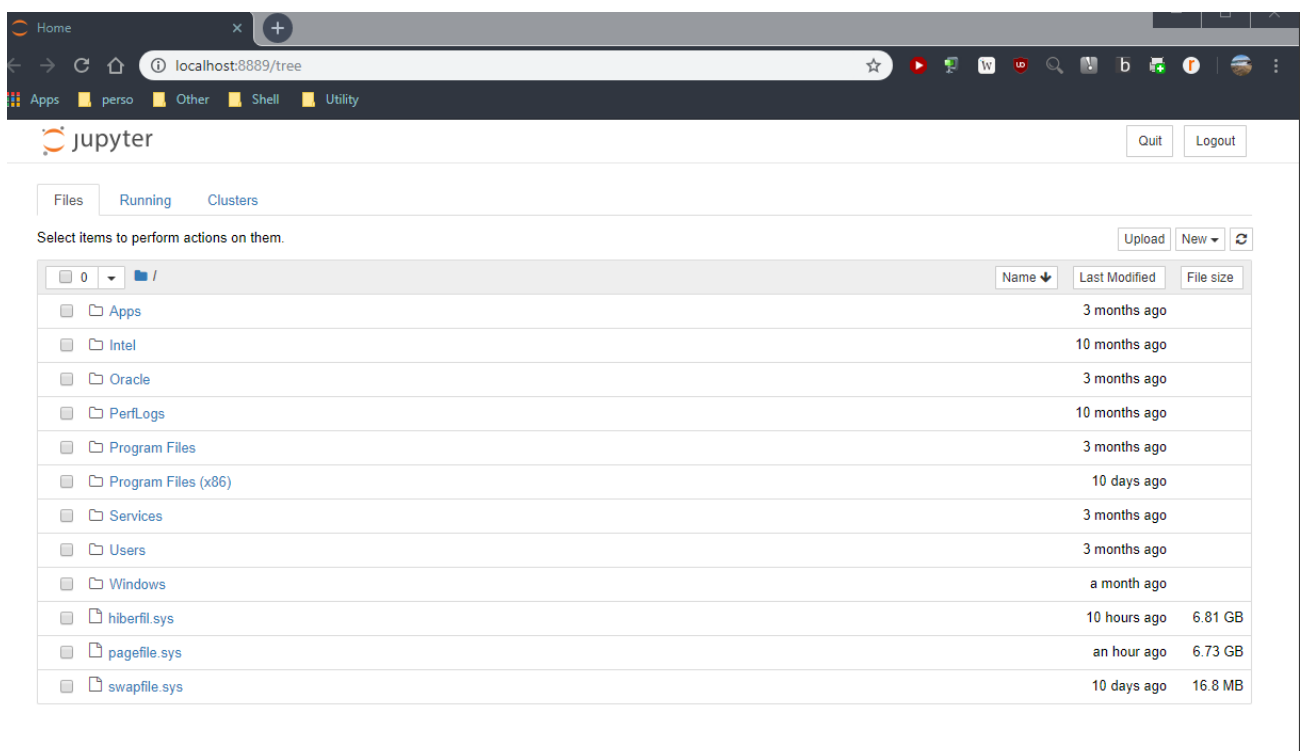 Home
localhost:8889/tree
Apps perso Other Shell Utility
jupyter Quit Logout
Files Running Clusters
Select items to perform actions on them. Upload New
0 / Name Last Modified File size
Apps 3 months ago
Intel 10 months ago
Oracle 3 months ago
PerfLogs 10 months ago
Program Files 3 months ago
Program Files (x86) 10 days ago
Services 3 months ago
Users 3 months ago
Windows a month ago
hiberfil.sys 10 hours ago 6.81 GB
pagefile.sys an hour ago 6.73 GB
swapfile.sys 10 days ago 16.8 MB